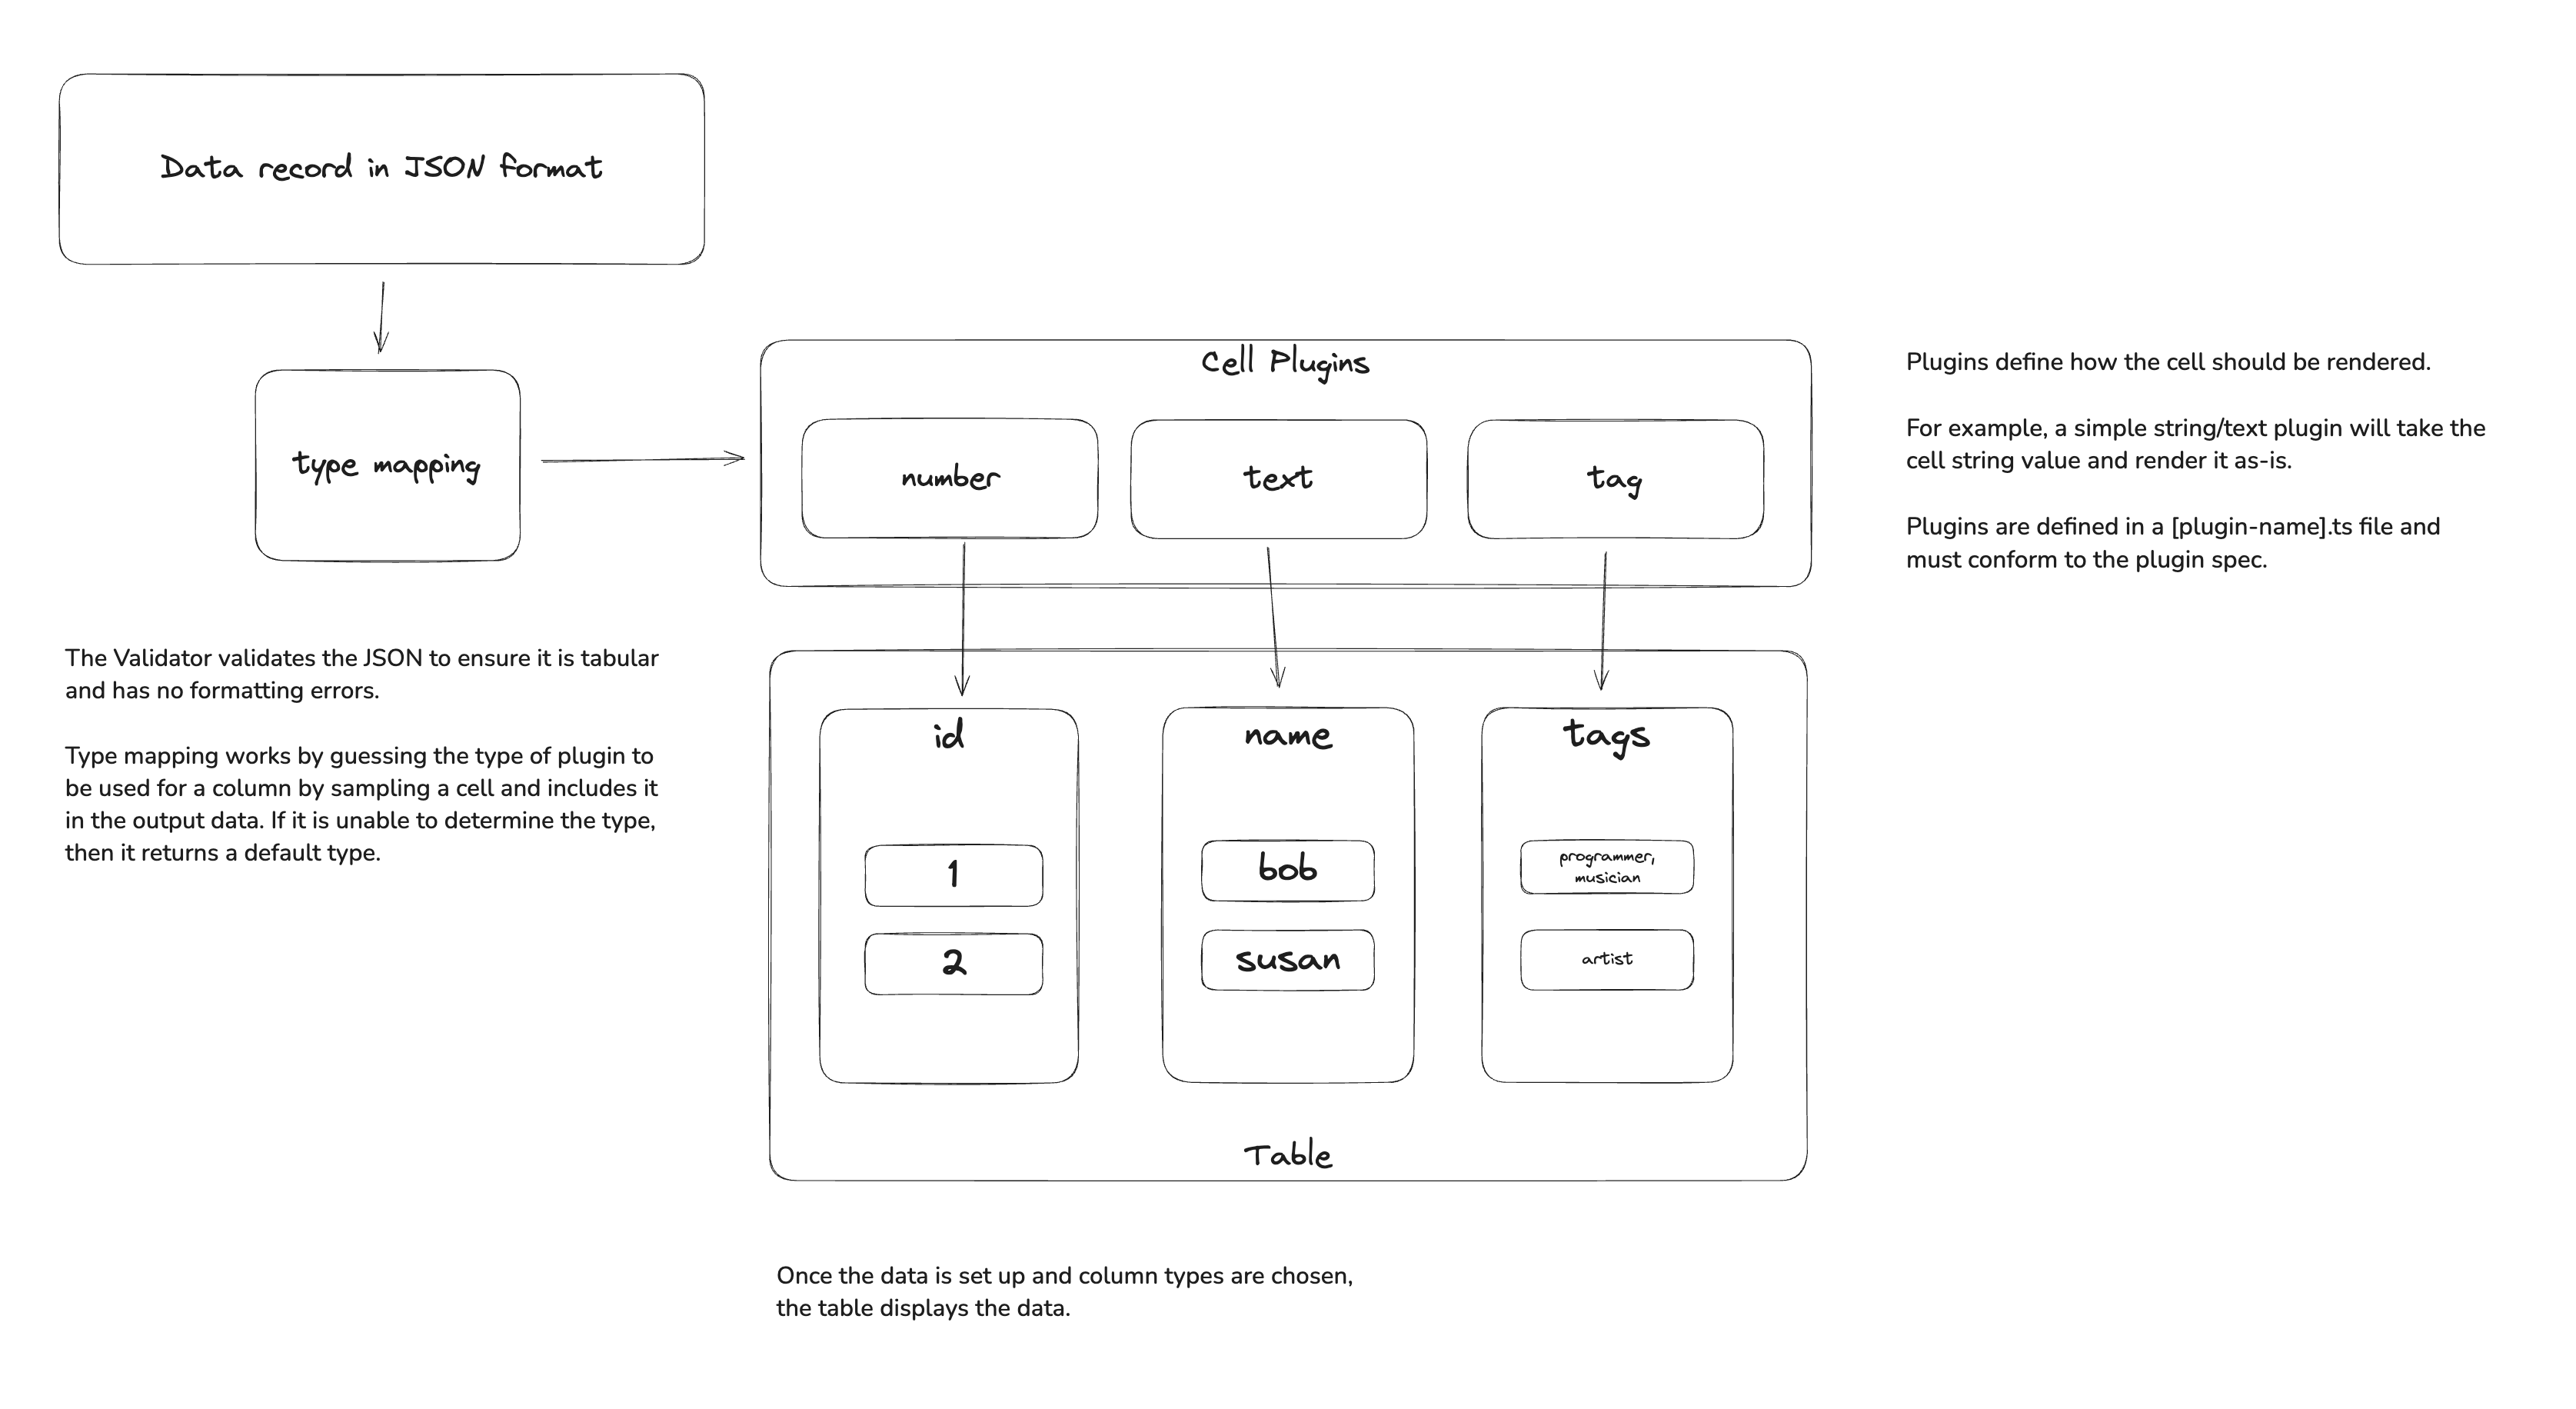 Data record in JSON format
type mapping
The Validator validates the JSON to ensure it is tabular
and has no formatting errors.
Type mapping works by guessing the type of plugin to
be used for a column by sampling a cell and includes it
in the output data. If it is unable to determine the type,
then it returns a default type.
Cell Plugins
number
text
tag
Plugins define how the cell should be rendered.
For example, a simple string/text plugin will take the
cell string value and render it as-is.
Plugins are defined in a [plugin-name].ts file and
must conform to the plugin spec.
id
1
2
name
bob
susan
tags
programmer,
musician
artist
Table
Once the data is set up and column types are chosen,
the table displays the data.